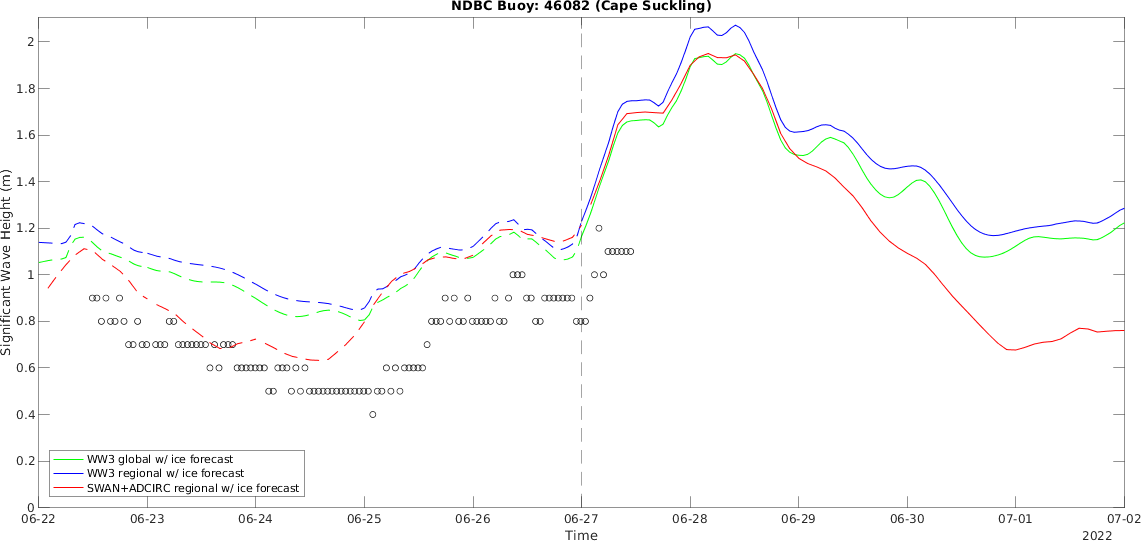 NDBC Buoy: 46082 (Cape Suckling)
Significant Wave Height (m)
2
1.8
1.6
1.4
1.2
1
0.8
0.6
0.4
0.2
0
WW3 global w/ ice forecast
WW3 regional w/ ice forecast
SWAN+ADCIRC regional w/ ice forecast
06-22 06-23 06-24 06-25 06-26 06-27 06-28 06-29 06-30 07-01 07-02
Time
2022